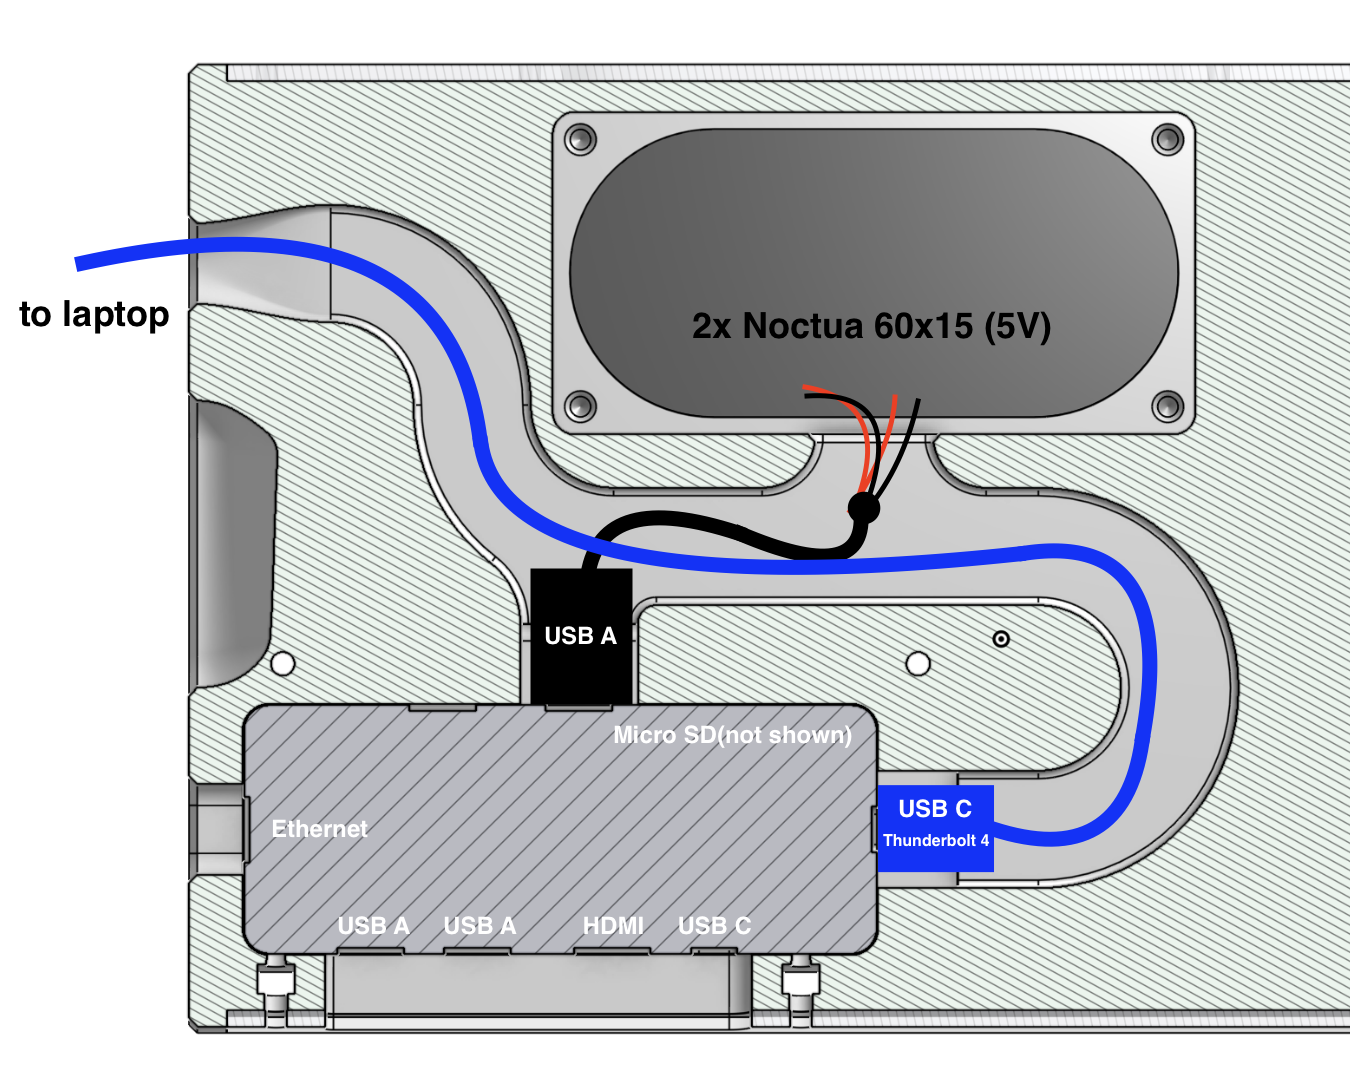 to laptop
2x Noctua 60x15 (5V)
USB A
Micro SD(not shown)
USB C
Thunderbolt 4
Ethernet
USB A
USB A
HDMI
USB C